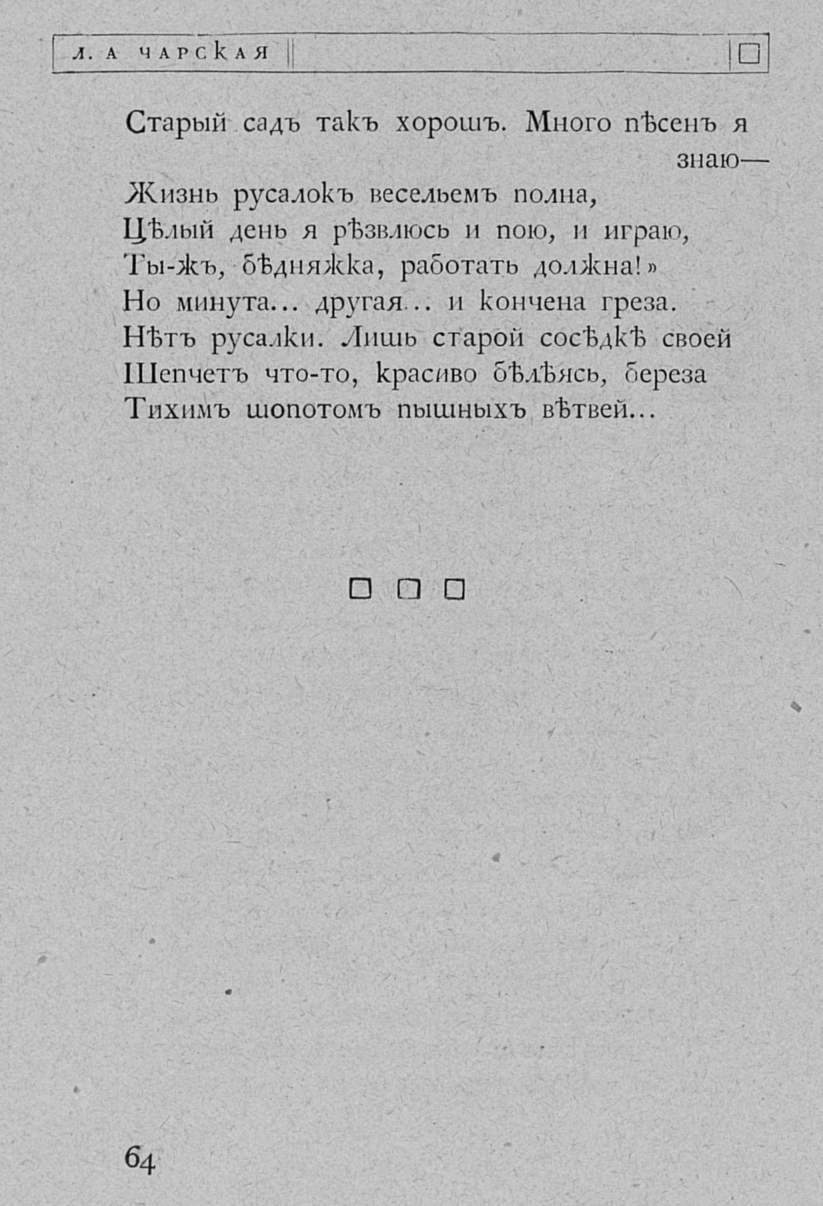 Л. А ЧАРСКАЯ
Старый садъ такъ хорошъ. Много пѣсенъ я
знаю—
Жизнь русалокъ весельемъ полна,
Цѣлый день я рѣзвлюсь и пою, и играю,
Ты-жъ, бѣдняжка, работать должна!»
Но минута... другая... и кончена греза.
Нѣтъ русалки. Лишь старой сосѣдкѣ своей
Шепчетъ что-то, красиво бѣлѣясь, береза
Тихимъ шопотомъ пышныхъ вѣтвей...
64